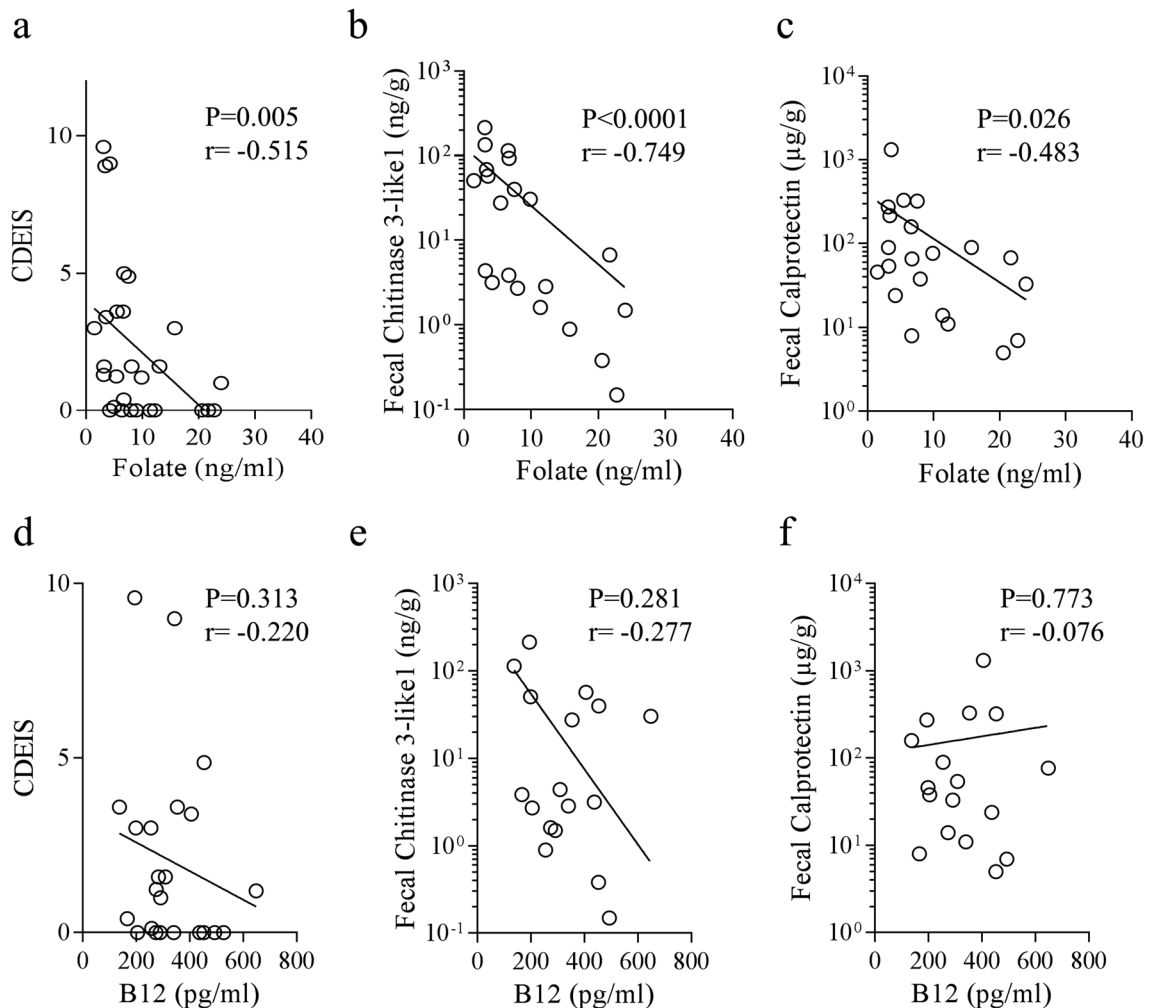 a
CDEIS
10
5
0
P=0.005
r= -0.515
0 10 20 30 40
Folate (ng/ml)
b
Fecal Chitinase 3-like1 (ng/g)
10³
10²
10¹
10⁰
10⁻¹
P<0.0001
r= -0.749
0 10 20 30 40
Folate (ng/ml)
c
Fecal Calprotectin (µg/g)
10⁴
10³
10²
10¹
10⁰
P=0.026
r= -0.483
0 10 20 30 40
Folate (ng/ml)
d
CDEIS
10
5
0
P=0.313
r= -0.220
0 200 400 600 800
B12 (pg/ml)
e
Fecal Chitinase 3-like1 (ng/g)
10³
10²
10¹
10⁰
10⁻¹
P=0.281
r= -0.277
0 200 400 600 800
B12 (pg/ml)
f
Fecal Calprotectin (µg/g)
10⁴
10³
10²
10¹
10⁰
P=0.773
r= -0.076
0 200 400 600 800
B12 (pg/ml)